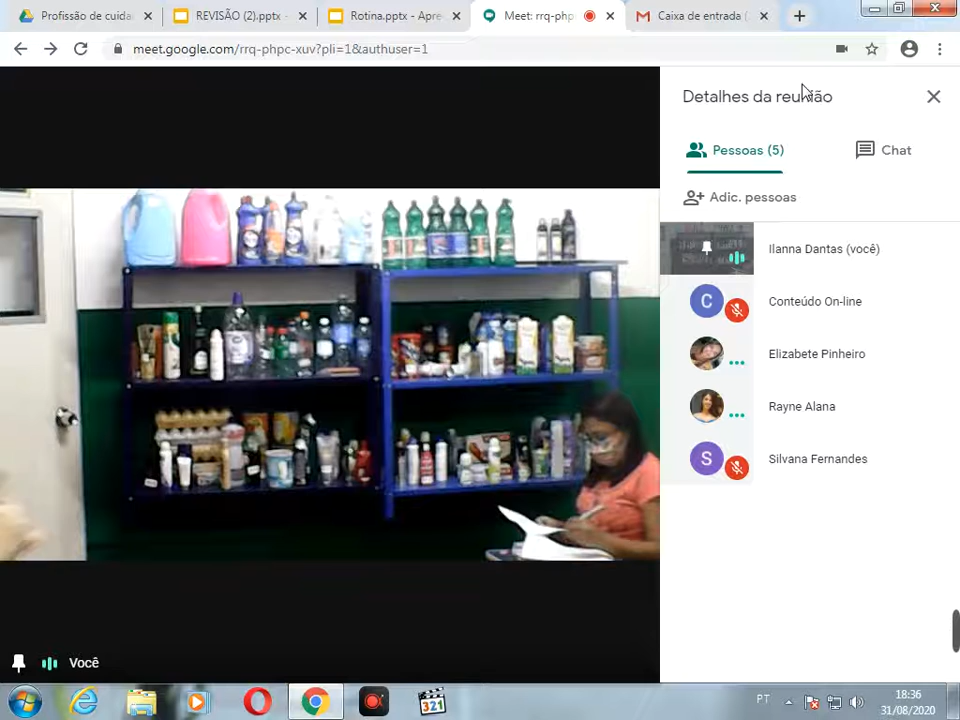 Profissão de cuida
REVISÃO (2).pptx -
Rotina.pptx - Apre
Meet: rrq-php
Caixa de entrada (
meet.google.com/rrq-phpc-xuv?pli=1&authuser=1
Detalhes da reunião
Pessoas (5)
Chat
Adic. pessoas
Ilanna Dantas (você)
C
Conteúdo On-line
Elizabete Pinheiro
Rayne Alana
S
Silvana Fernandes
Você
321
PT
18:36
31/08/2020